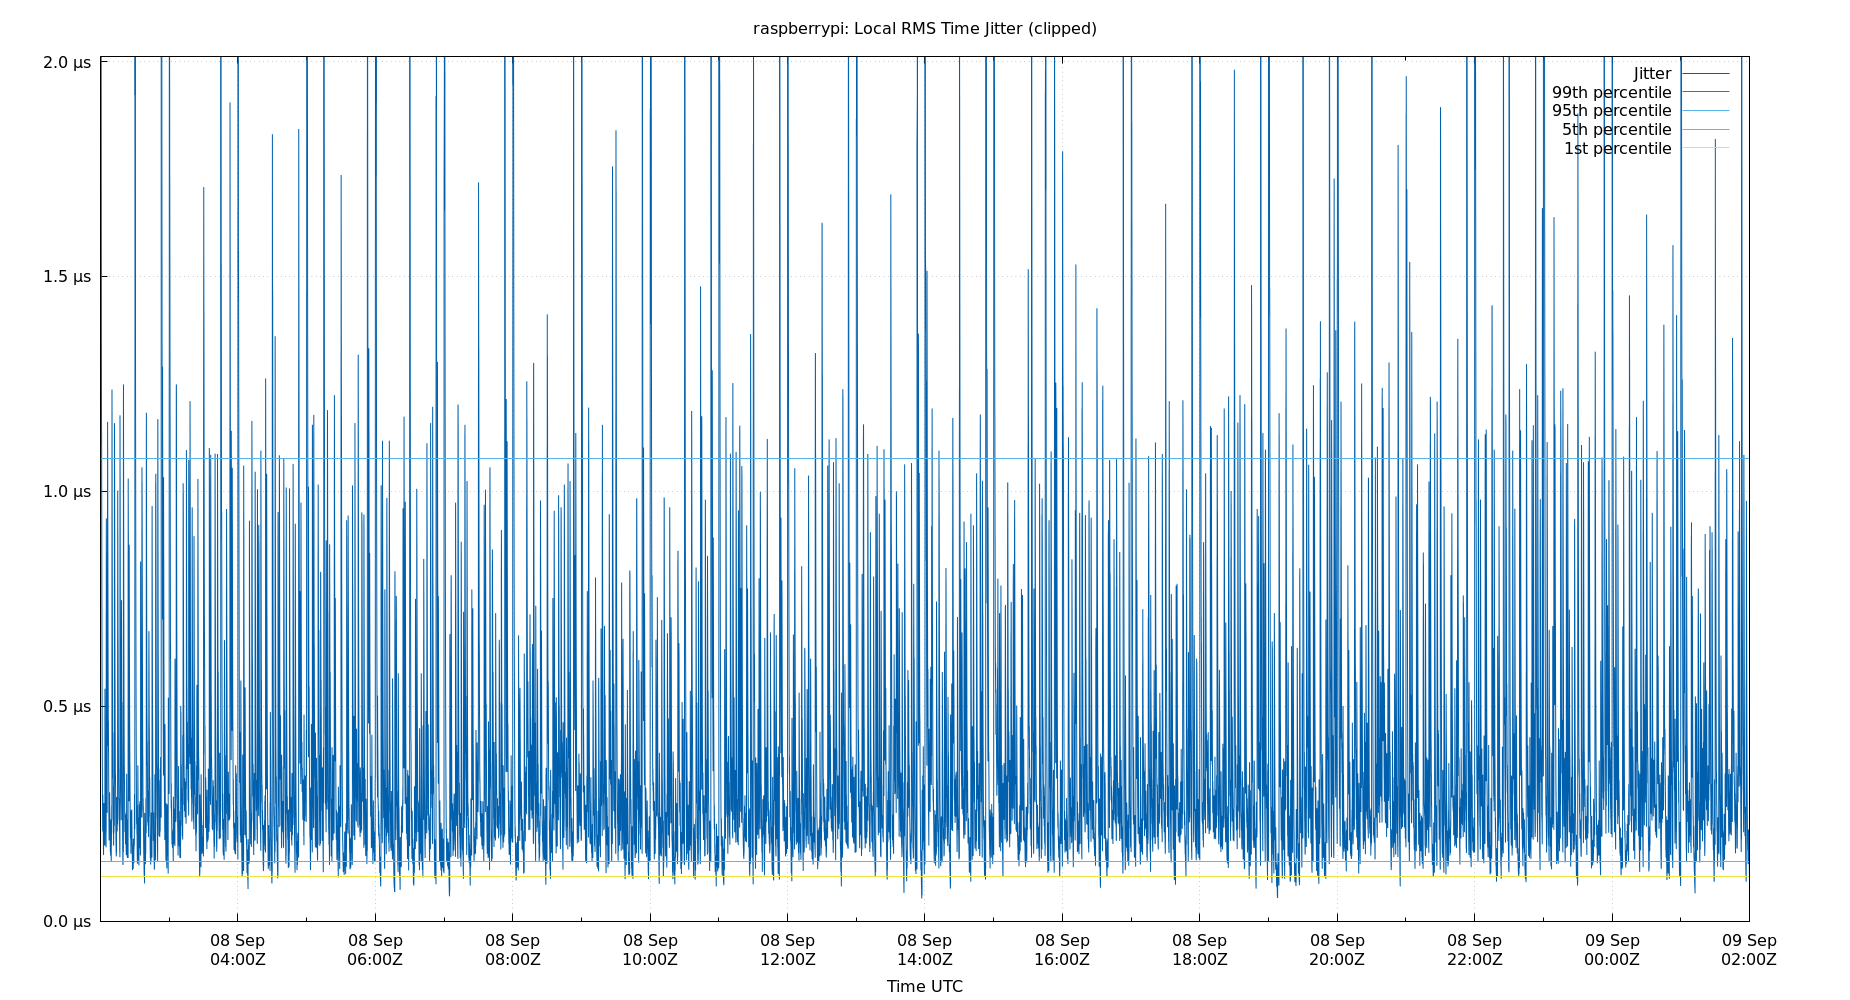 raspberrypi: Local RMS Time Jitter (clipped)
2.0 μs
1.5 μs
1.0 μs
0.5 μs
0.0 μs
Jitter
99th percentile
95th percentile
5th percentile
1st percentile
08 Sep
04:00Z
08 Sep
06:00Z
08 Sep
08:00Z
08 Sep
10:00Z
08 Sep
12:00Z
08 Sep
14:00Z
08 Sep
16:00Z
08 Sep
18:00Z
08 Sep
20:00Z
08 Sep
22:00Z
09 Sep
00:00Z
09 Sep
02:00Z
Time UTC